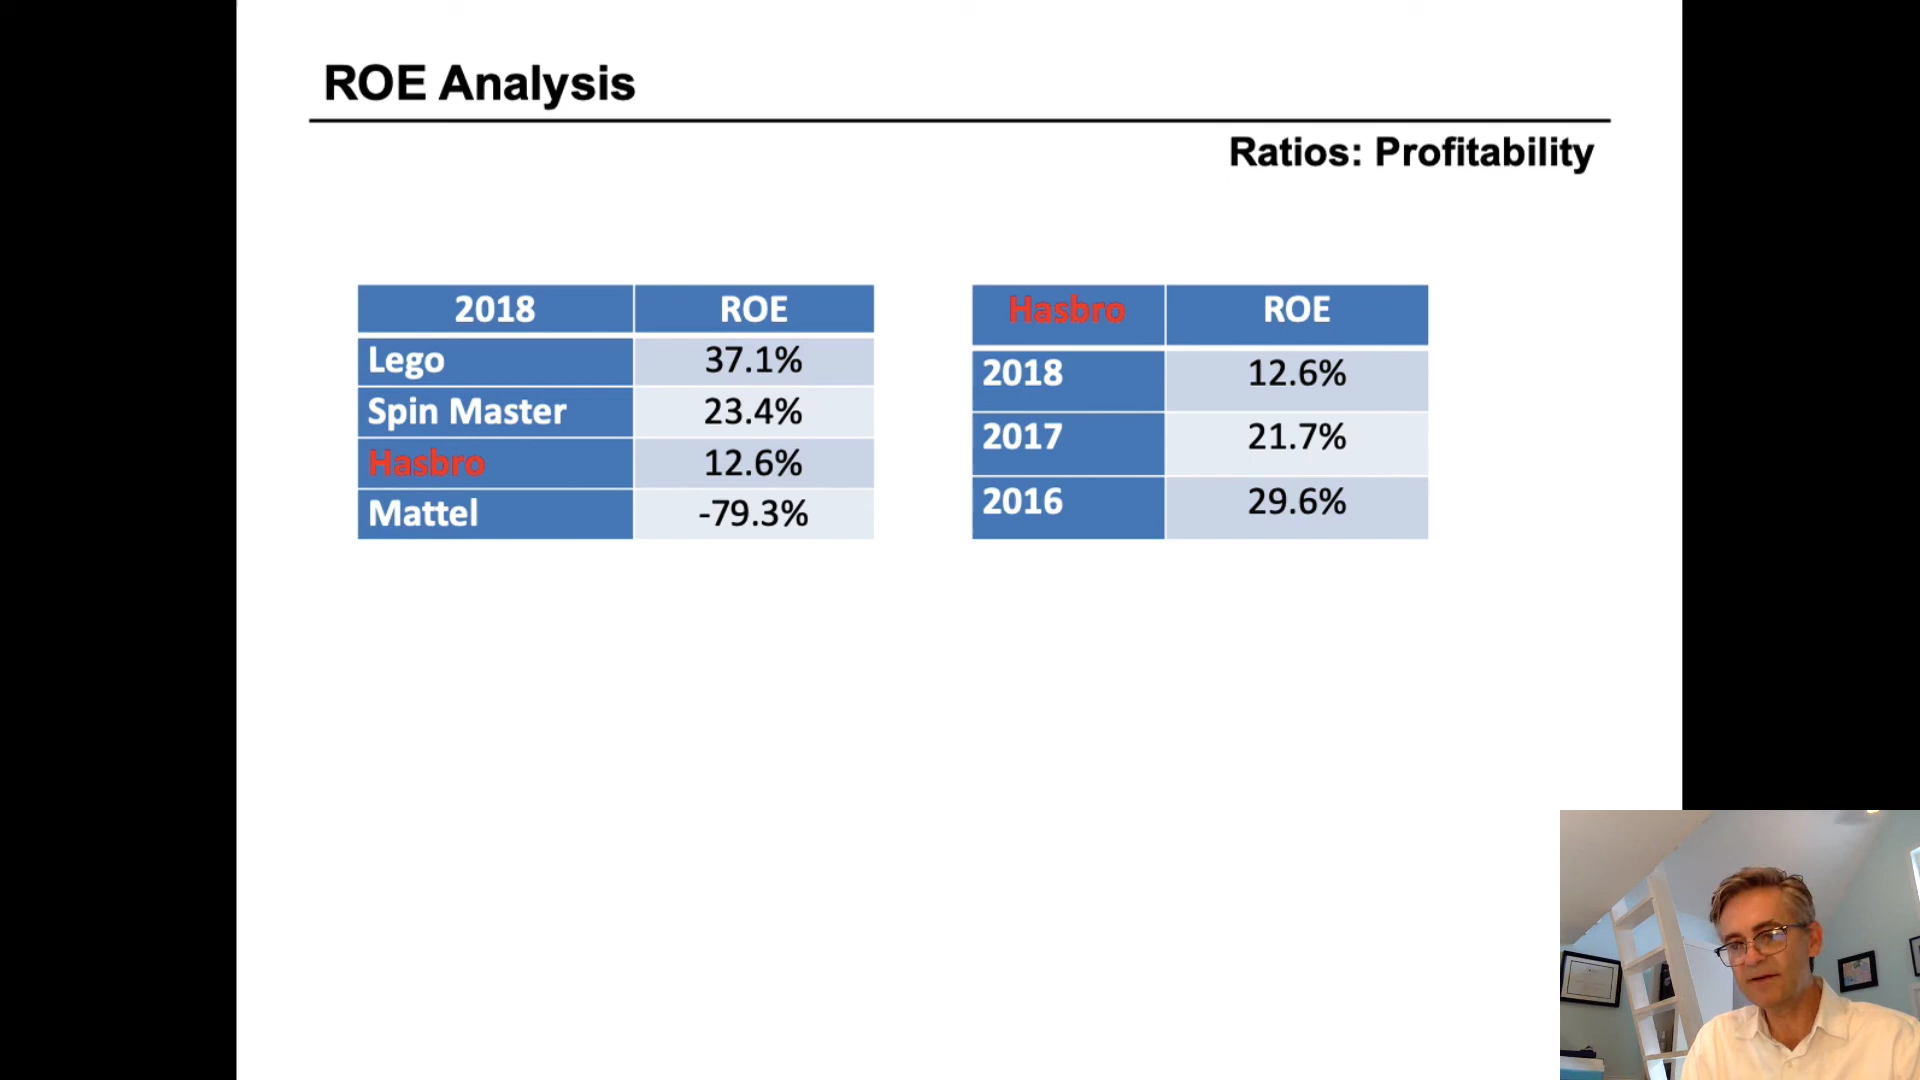 ROE Analysis
Ratios: Profitability
2018 ROE
Lego 37.1%
Spin Master 23.4%
Hasbro 12.6%
Mattel -79.3%
Hasbro ROE
2018 12.6%
2017 21.7%
2016 29.6%